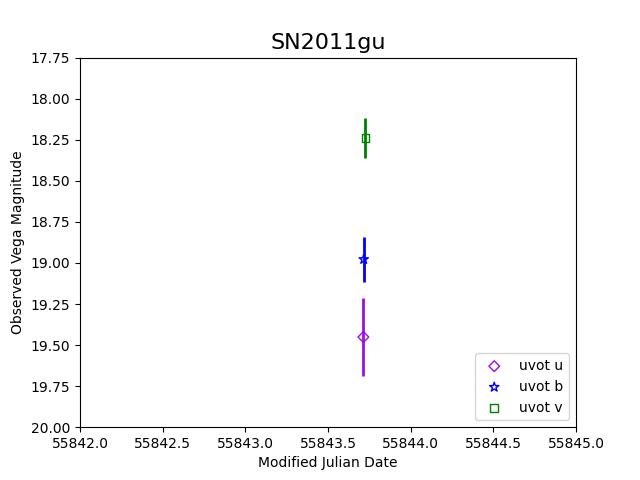 SN2011gu
17.75
18.00
18.25
18.50
18.75
19.00
19.25
19.50
19.75
20.00
Observed Vega Magnitude
55842.0 55842.5 55843.0 55843.5 55844.0 55844.5 55845.0
Modified Julian Date
uvot u
uvot b
uvot v